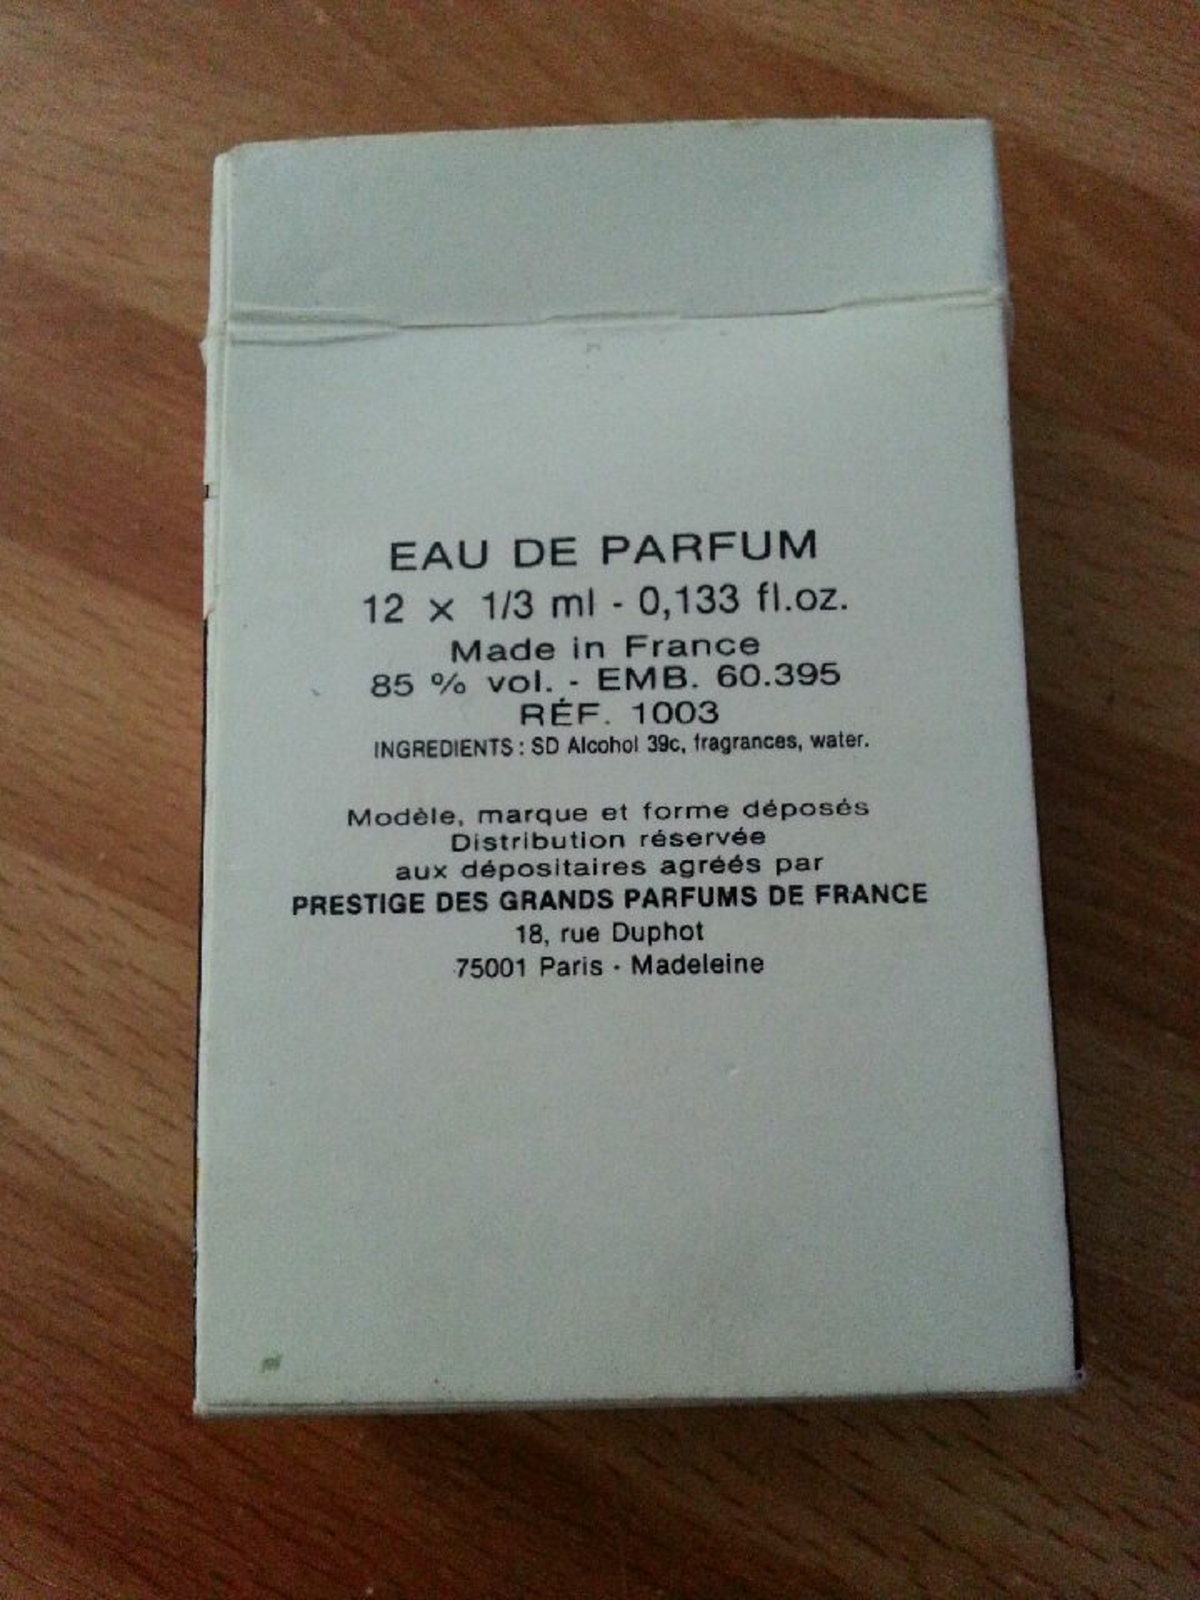 EAU DE PARFUM
12 x 1/3 ml - 0,133 fl.oz.
Made in France
85 % vol. - EMB. 60.395
RÉF. 1003
INGREDIENTS : SD Alcohol 39c, fragrances, water.
Modèle, marque et forme déposés
Distribution réservée
aux dépositaires agréés par
PRESTIGE DES GRANDS PARFUMS DE FRANCE
18, rue Duphot
75001 Paris - Madeleine